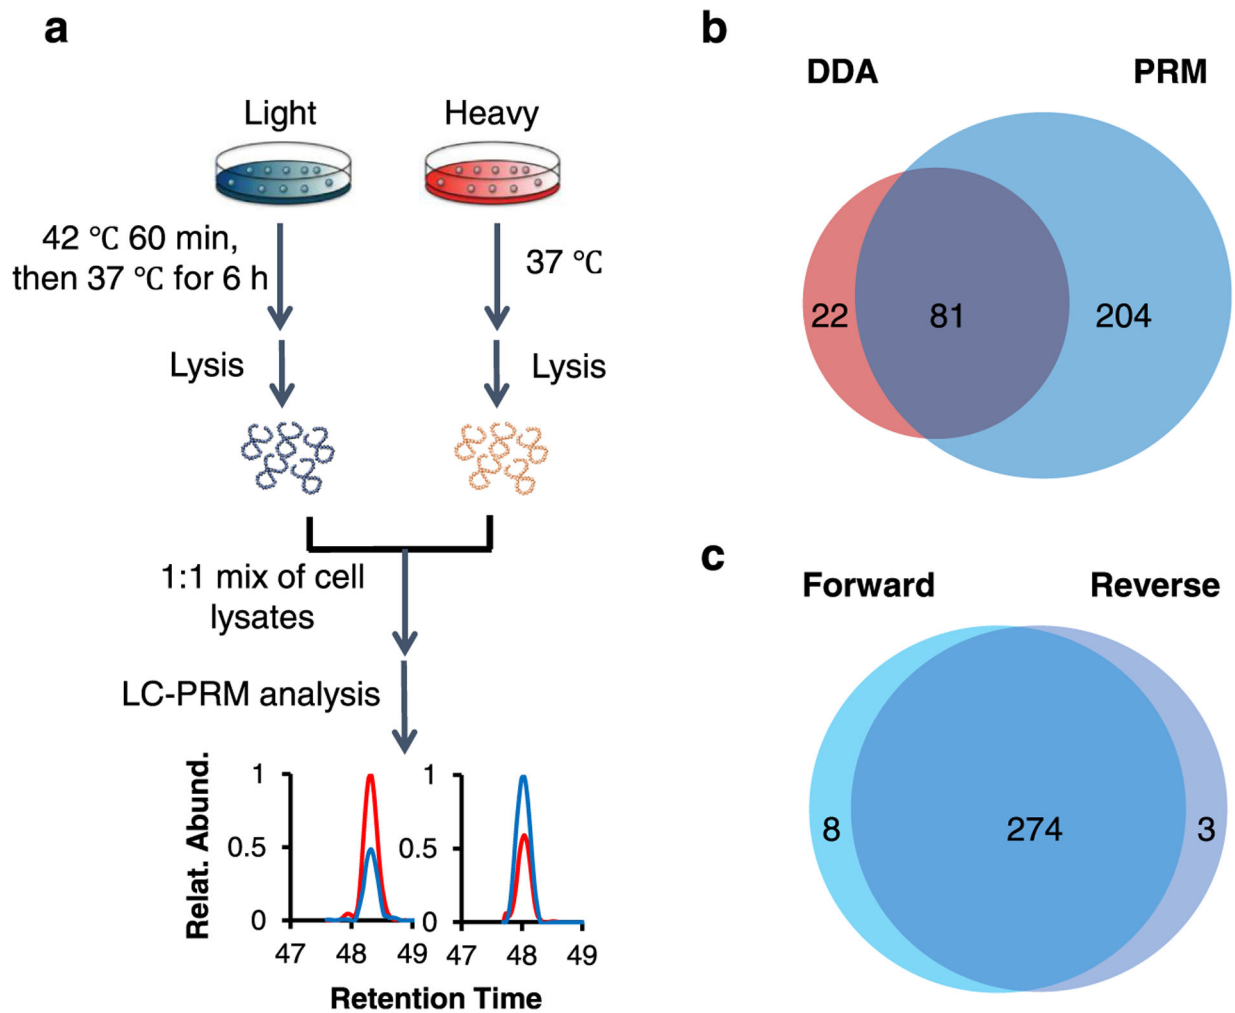 a
Light
Heavy
42 °C 60 min,
then 37 °C for 6 h
37 °C
Lysis
Lysis
1:1 mix of cell
lysates
LC-PRM analysis
Relat. Abund.
1
0.5
0
47 48 49
1
0.5
0
47 48 49
Retention Time
b
DDA
PRM
22
81
204
c
Forward
Reverse
8
274
3